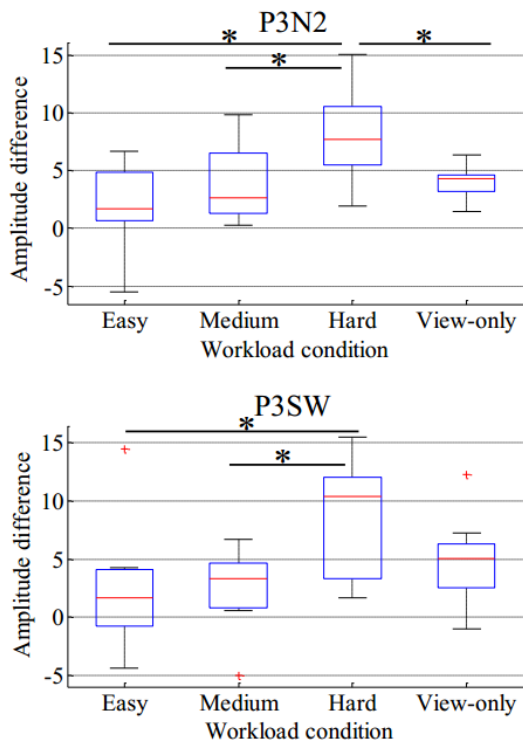 P3N2
* *
*
15
10
5
0
-5
Amplitude difference
Easy Medium Hard View-only
Workload condition
P3SW
*
*
15
10
5
0
-5
Amplitude difference
Easy Medium Hard View-only
Workload condition